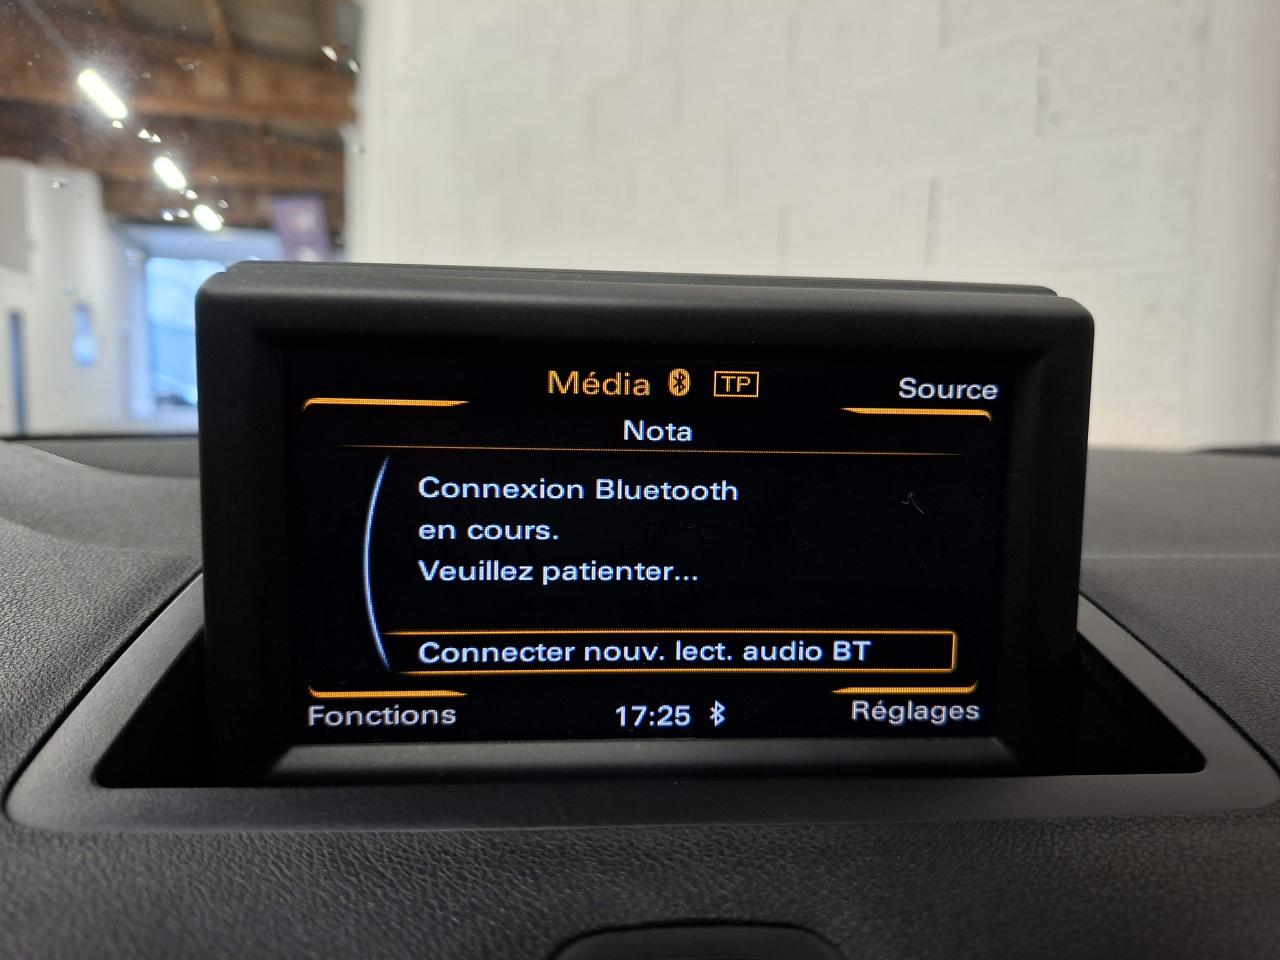 Média TP
Source
Nota
Connexion Bluetooth
en cours.
Veuillez patienter...
Connecter nouv. lect. audio BT
Fonctions
17:25
Réglages